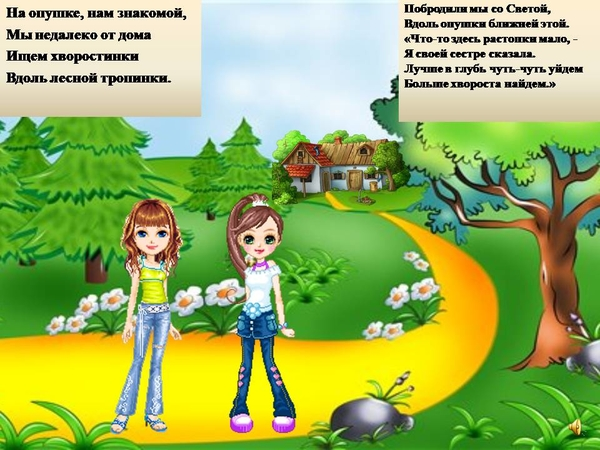 На опушке, нам знакомой,
Мы недалеко от дома
Ищем хворостинки
Вдоль лесной тропинки.
Побродили мы со Светой,
Вдоль опушки ближней этой.
«Что-то здесь растопки мало, -
Я своей сестре сказала.
Лучше в глубь чуть-чуть уйдем
Больше хвороста найдем.»